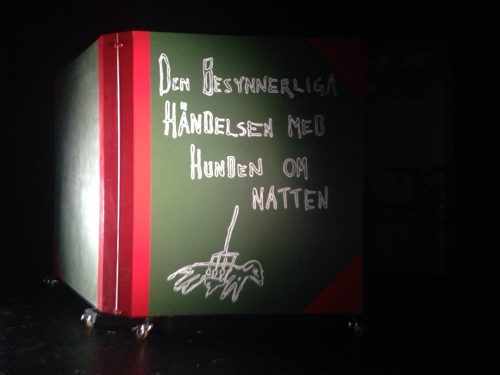 DEN BESYNNERLIGA
HÄNDELSEN MED
HUNDEN OM
NATTEN